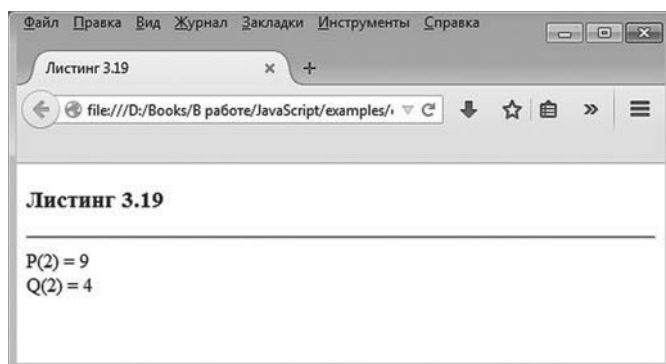 Файл Правка Вид Журнал Закладки Инструменты Справка
Листинг 3.19
file:///D:/Books/В работе/JavaScript/examples/
Листинг 3.19
P(2) = 9
Q(2) = 4